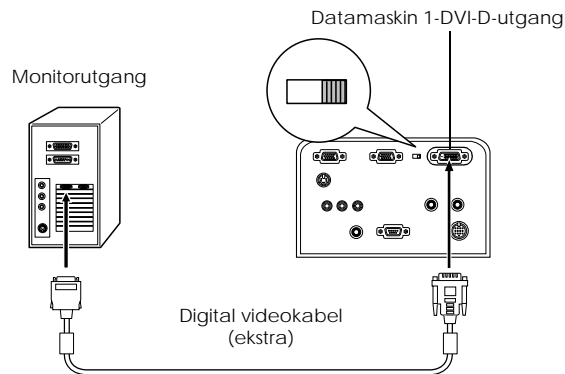 Datamaskin 1-DVI-D-utgang
Monitorutgang
Digital videokabel
(ekstra)